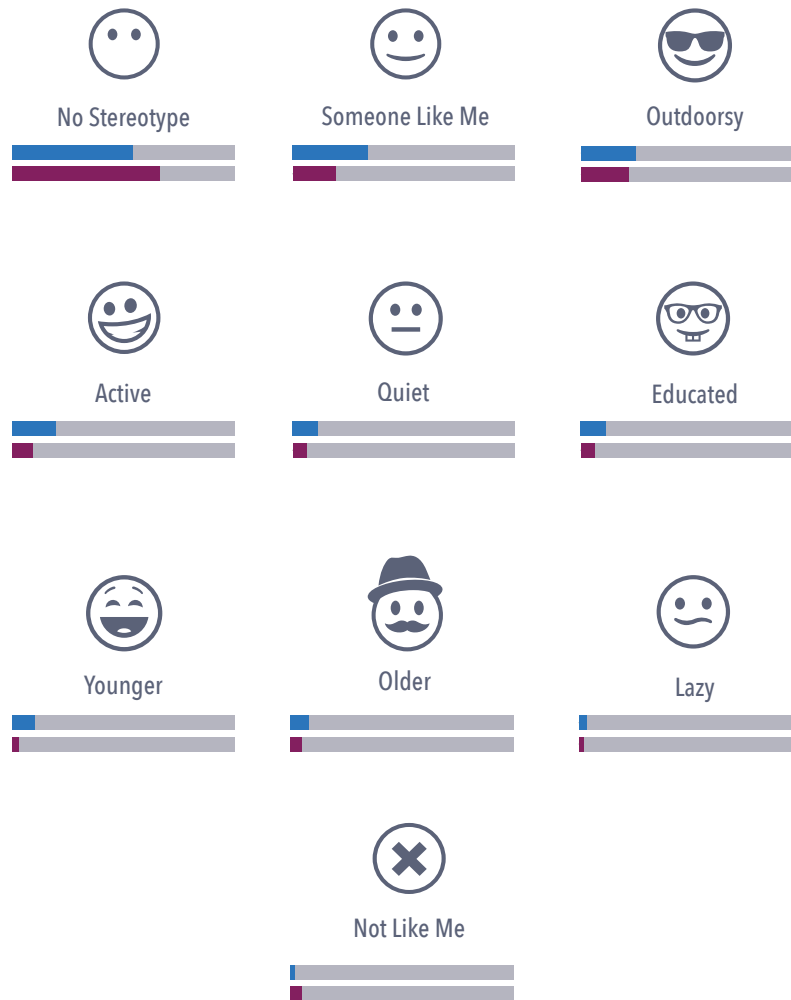 No Stereotype
Someone Like Me
Outdoorsy
Active
Quiet
Educated
Younger
Older
Lazy
Not Like Me